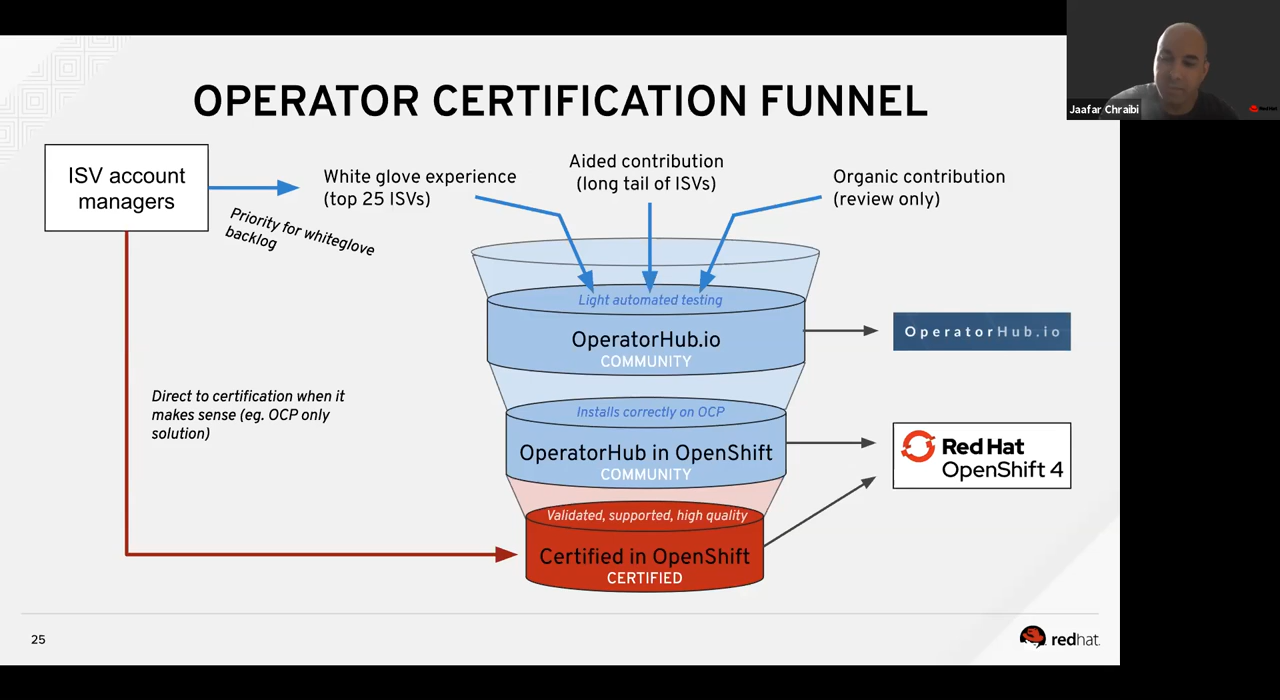 OPERATOR CERTIFICATION FUNNEL
Jaafar Chraibi
Red Hat
ISV account
managers
Priority for whiteglove
backlog
White glove experience
(top 25 ISVs)
Aided contribution
(long tail of ISVs)
Organic contribution
(review only)
Light automated testing
OperatorHub.io
COMMUNITY
OperatorHub.io
Direct to certification when it
makes sense (eg. OCP only
solution)
Installs correctly on OCP
OperatorHub in OpenShift
COMMUNITY
Red Hat
OpenShift 4
Validated, supported, high quality
Certified in OpenShift
CERTIFIED
25
redhat.